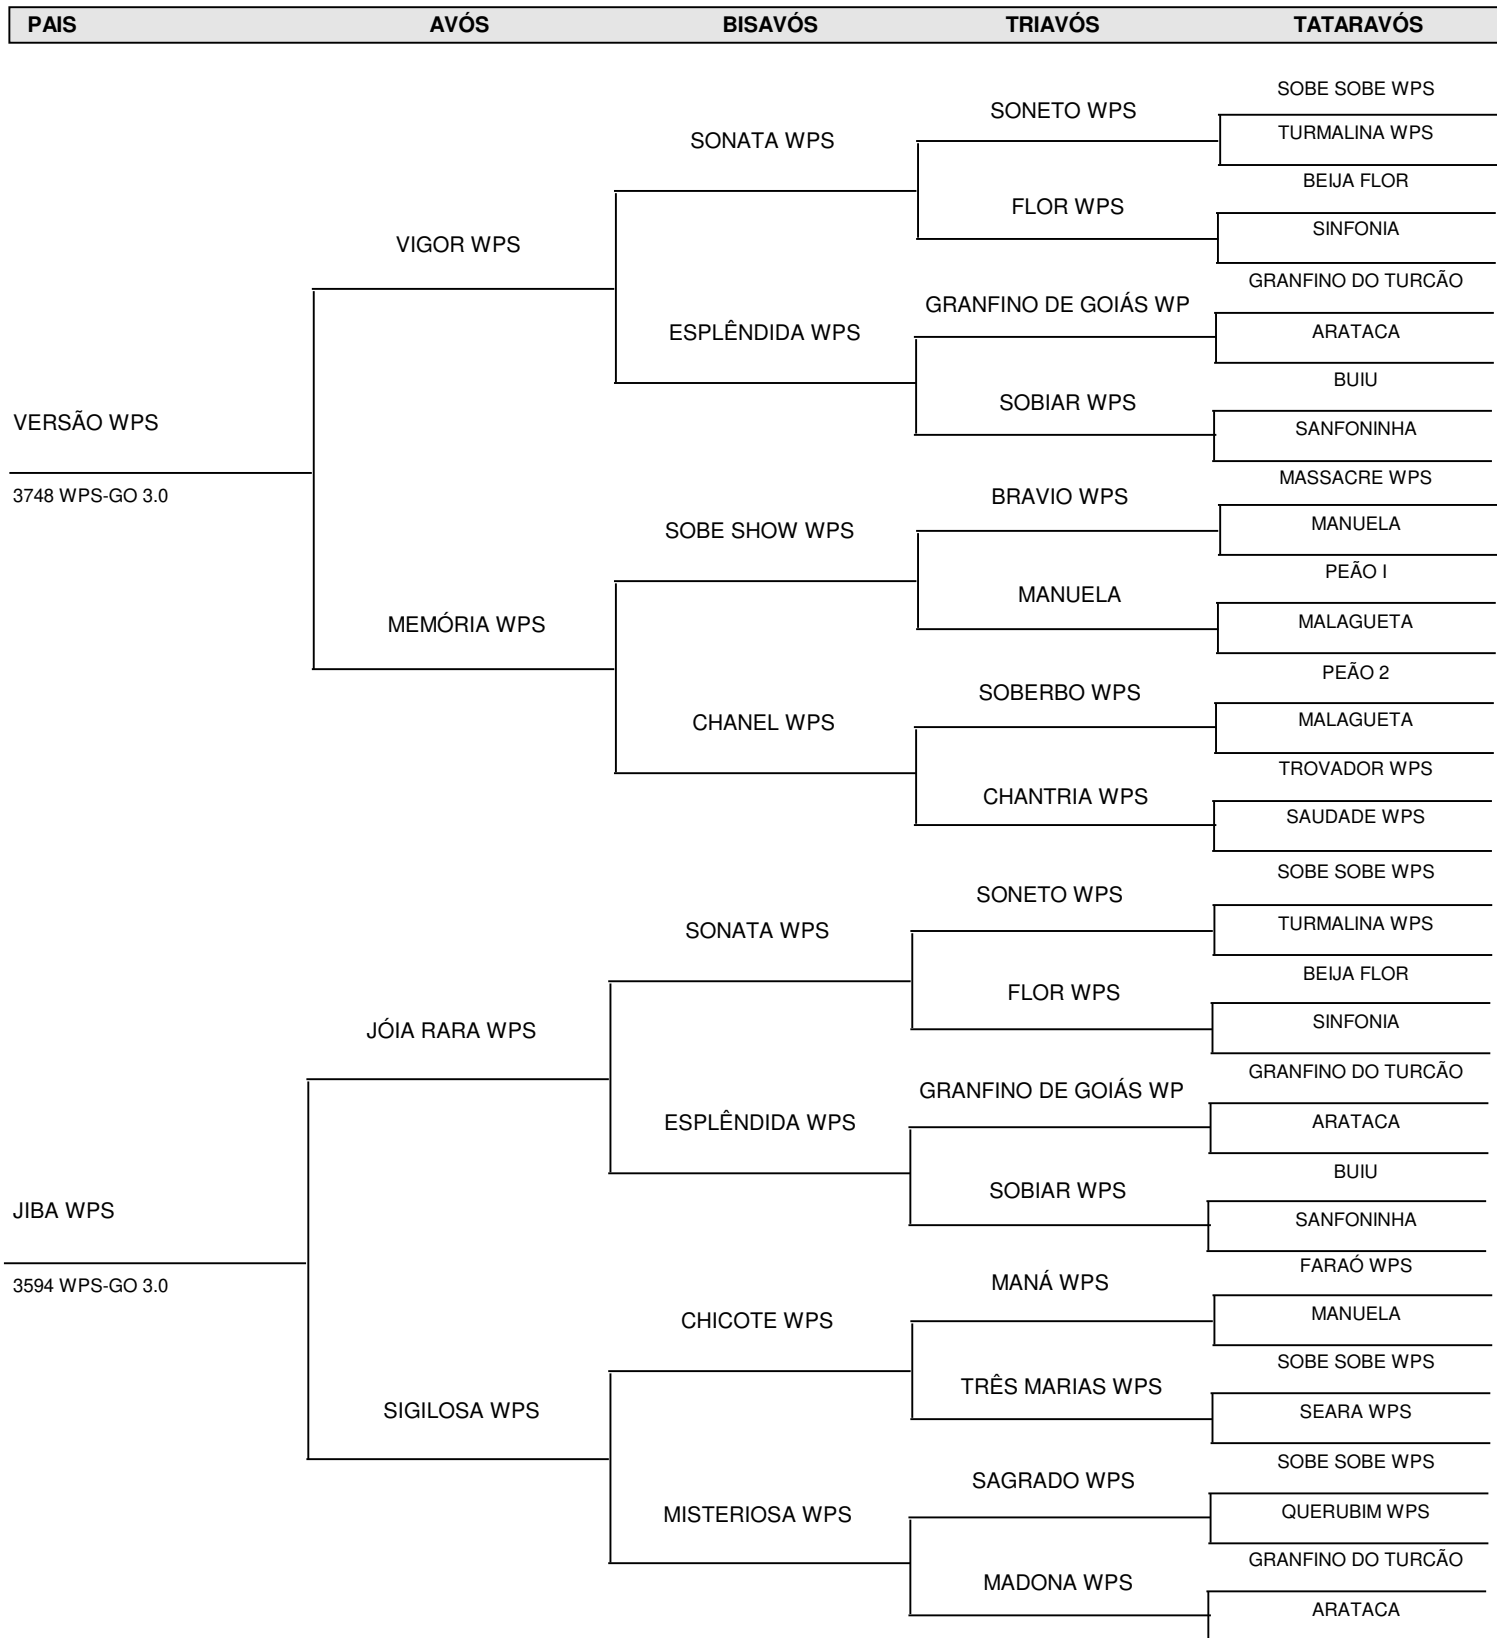 PAIS AVÓS BISAVÓS TRIAVÓS TATARAVÓS
SOBE SOBE WPS
SONETO WPS
TURMALINA WPS
SONATA WPS
BEIJA FLOR
FLOR WPS
SINFONIA
VIGOR WPS
GRANFINO DO TURCÃO
GRANFINO DE GOIÁS WP
ARATACA
ESPLÊNDIDA WPS
BUIU
SOBIAR WPS
SANFONINHA
VERSÃO WPS
3748 WPS-GO 3.0
MASSACRE WPS
BRAVIO WPS
MANUELA
SOBE SHOW WPS
PEÃO I
MANUELA
MALAGUETA
MEMÓRIA WPS
PEÃO 2
SOBERBO WPS
MALAGUETA
CHANEL WPS
TROVADOR WPS
CHANTRIA WPS
SAUDADE WPS
SOBE SOBE WPS
SONETO WPS
TURMALINA WPS
SONATA WPS
BEIJA FLOR
FLOR WPS
SINFONIA
JÓIA RARA WPS
GRANFINO DO TURCÃO
GRANFINO DE GOIÁS WP
ARATACA
ESPLÊNDIDA WPS
BUIU
SOBIAR WPS
SANFONINHA
JIBA WPS
3594 WPS-GO 3.0
FARAÓ WPS
MANÁ WPS
MANUELA
CHICOTE WPS
SOBE SOBE WPS
TRÊS MARIAS WPS
SEARA WPS
SIGILOSA WPS
SOBE SOBE WPS
SAGRADO WPS
QUERUBIM WPS
MISTERIOSA WPS
GRANFINO DO TURCÃO
MADONA WPS
ARATACA